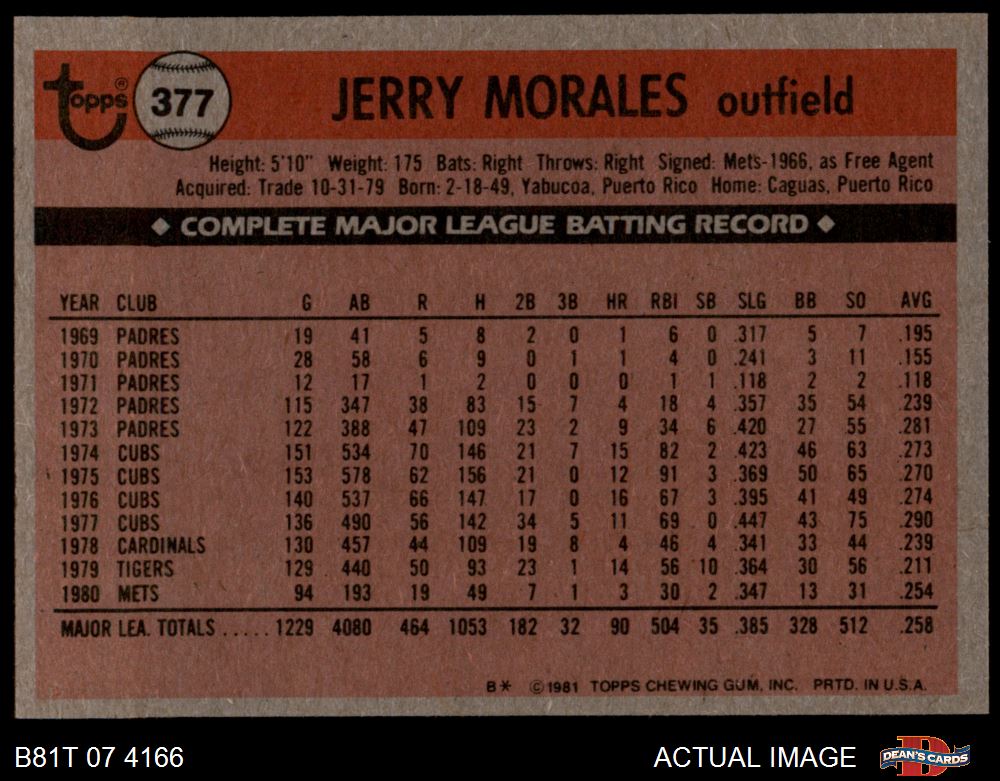 Topps® 377 JERRY MORALES outfield
Height: 5'10" Weight: 175 Bats: Right Throws: Right Signed: Mets-1966, as Free Agent
Acquired: Trade 10-31-79 Born: 2-18-49, Yabucoa, Puerto Rico Home: Caguas, Puerto Rico
◆ COMPLETE MAJOR LEAGUE BATTING RECORD ◆
YEAR CLUB G AB R H 2B 3B HR RBI SB SLG BB SO AVG
1969 PADRES 19 41 5 8 2 0 1 6 0 .317 5 7 .195
1970 PADRES 28 58 6 9 0 1 1 4 0 .241 3 11 .155
1971 PADRES 12 17 1 2 0 0 0 1 1 .118 2 2 .118
1972 PADRES 115 347 38 83 15 7 4 18 4 .357 35 54 .239
1973 PADRES 122 388 47 109 23 2 9 34 6 .420 27 55 .281
1974 CUBS 151 534 70 146 21 7 15 82 2 .423 46 63 .273
1975 CUBS 153 578 62 156 21 0 12 91 3 .369 50 65 .270
1976 CUBS 140 537 66 147 17 0 16 67 3 .395 41 49 .274
1977 CUBS 136 490 56 142 34 5 11 69 0 .447 43 75 .290
1978 CARDINALS 130 457 44 109 19 8 4 46 4 .341 33 44 .239
1979 TIGERS 129 440 50 93 23 1 14 56 10 .364 30 56 .211
1980 METS 94 193 19 49 7 1 3 30 2 .347 13 31 .254
MAJOR LEA. TOTALS ..... 1229 4080 464 1053 182 32 90 504 35 .385 328 512 .258
B* ©1981 TOPPS CHEWING GUM, INC. PRTD. IN U.S.A.
B81T 07 4166 ACTUAL IMAGE DEAN'S CARDS